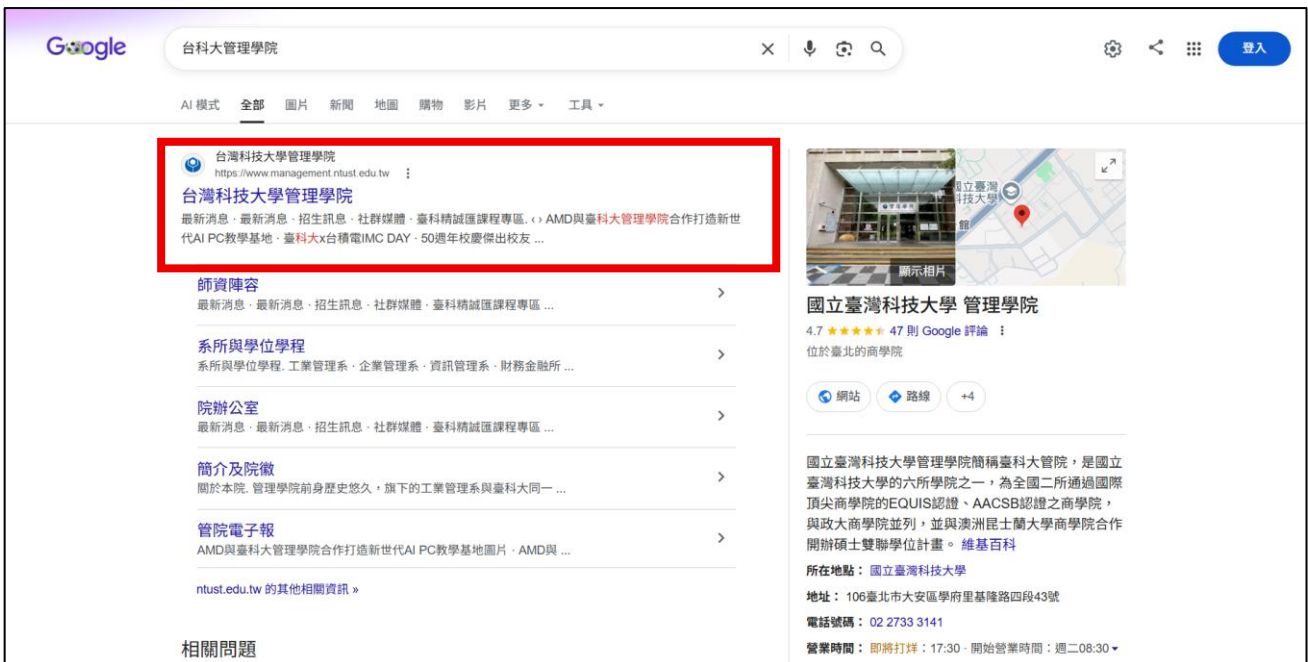 Google
台科大管理學院
登入
AI 模式 全部 圖片 新聞 地圖 購物 影片 更多 工具
台灣科技大學管理學院
https://www.management.ntust.edu.tw
台灣科技大學管理學院
最新消息 · 最新消息 · 招生訊息 · 社群媒體 · 臺科精誠匯課程專區. ‹ › AMD與臺科大管理學院合作打造新世
代AI PC教學基地 · 臺科大x台積電IMC DAY · 50週年校慶傑出校友 ...
師資陣容
最新消息 · 最新消息 · 招生訊息 · 社群媒體 · 臺科精誠匯課程專區 ...
系所與學位學程
系所與學位學程. 工業管理系 · 企業管理系 · 資訊管理系 · 財務金融所 ...
院辦公室
最新消息 · 最新消息 · 招生訊息 · 社群媒體 · 臺科精誠匯課程專區 ...
簡介及院徽
關於本院. 管理學院前身歷史悠久，旗下的工業管理系與臺科大同一 ...
管院電子報
AMD與臺科大管理學院合作打造新世代AI PC教學基地圖片 · AMD與 ...
ntust.edu.tw 的其他相關資訊 »
相關問題
國立臺灣
科技大學
館
顯示相片
國立臺灣科技大學 管理學院
4.7 47 則 Google 評論
位於臺北的商學院
網站 路線 +4
國立臺灣科技大學管理學院簡稱臺科大管院，是國立
臺灣科技大學的六所學院之一，為全國二所通過國際
頂尖商學院的EQUIS認證、AACSB認證之商學院，
與政大商學院並列，並與澳洲昆士蘭大學商學院合作
開辦碩士雙聯學位計畫。 維基百科
所在地點： 國立臺灣科技大學
地址： 106臺北市大安區學府里基隆路四段43號
電話號碼： 02 2733 3141
營業時間： 即將打烊：17:30 · 開始營業時間：週二08:30